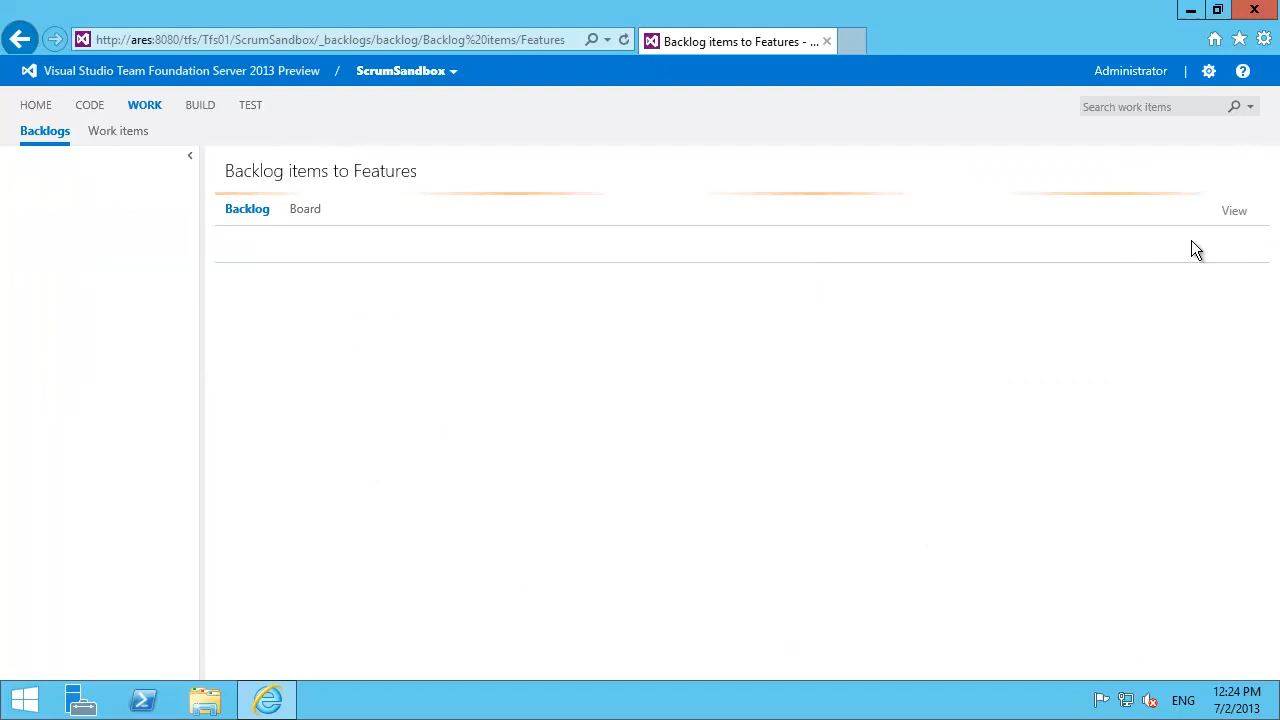 http://ares:8080/tfs/Tfs01/ScrumSandbox/_backlogs/backlog/Backlog%20items/Features
Backlog items to Features - ...
Visual Studio Team Foundation Server 2013 Preview / ScrumSandbox
Administrator |
HOME CODE WORK BUILD TEST
Search work items
Backlogs Work items
Backlog items to Features
Backlog Board
View
ENG
12:24 PM
7/2/2013